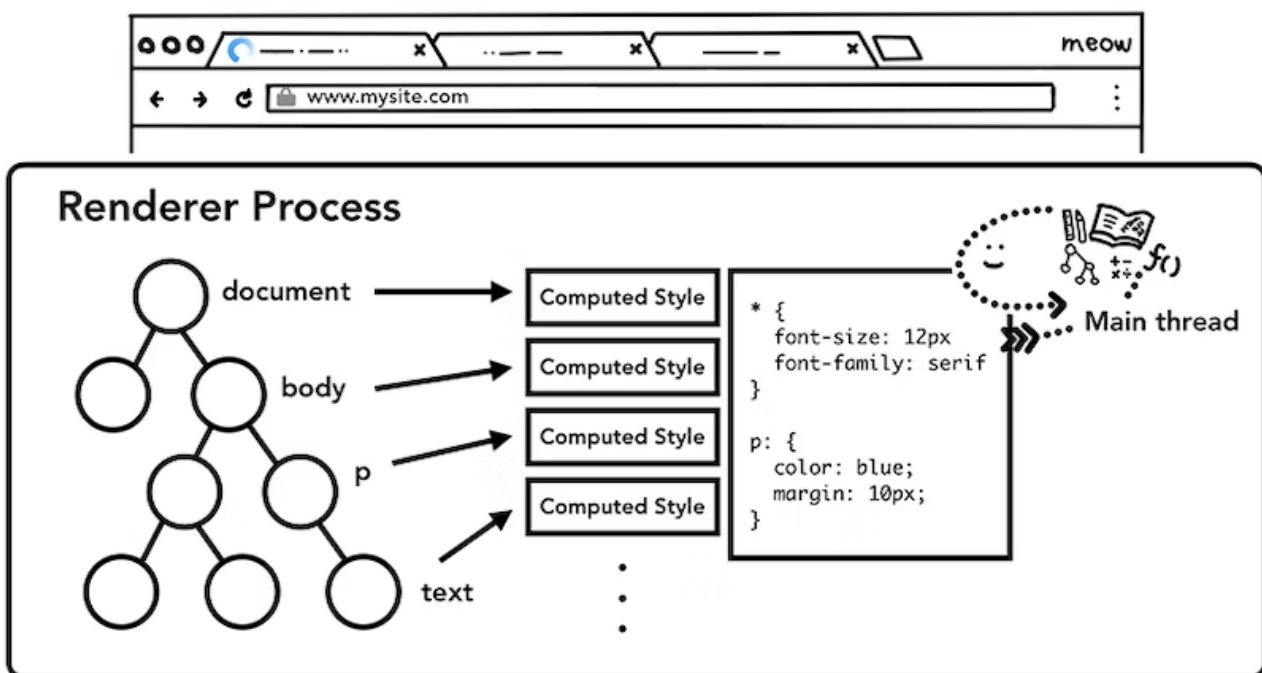 meow
www.mysite.com
Renderer Process
document
body
p
text
Computed Style
Computed Style
Computed Style
Computed Style
* {
font-size: 12px
font-family: serif
}
p: {
color: blue;
margin: 10px;
}
+-
×÷
f()
Main thread